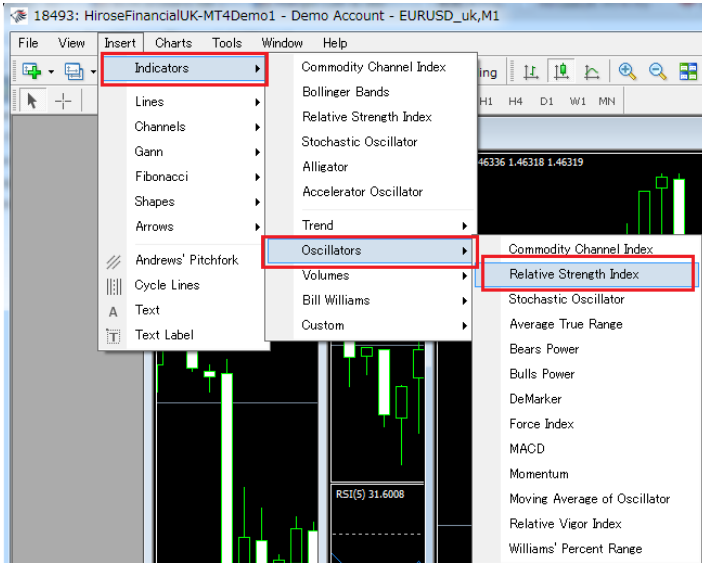 18493: HiroseFinancialUK-MT4Demo1 - Demo Account - EURUSD_uk,M1
File View Insert Charts Tools Window Help
ing
H1 H4 D1 W1 MN
Indicators
Lines
Channels
Gann
Fibonacci
Shapes
Arrows
Andrews' Pitchfork
Cycle Lines
A Text
T Text Label
Commodity Channel Index
Bollinger Bands
Relative Strength Index
Stochastic Oscillator
Alligator
Accelerator Oscillator
Trend
Oscillators
Volumes
Bill Williams
Custom
46336 1.46318 1.46319
Commodity Channel Index
Relative Strength Index
Stochastic Oscillator
Average True Range
Bears Power
Bulls Power
DeMarker
Force Index
MACD
Momentum
Moving Average of Oscillator
Relative Vigor Index
Williams' Percent Range
RSI(5) 31.6008